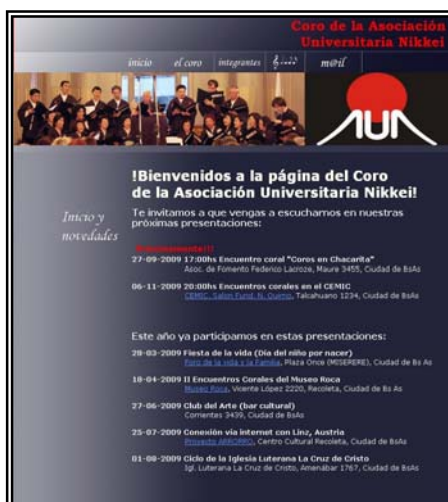 Coro de la Asociación
Universitaria Nikkei
inicio el coro integrantes m@il
AUN
!Bienvenidos a la página del Coro
de la Asociación Universitaria Nikkei!
Inicio y
novedades
Te invitamos a que vengas a escucharnos en nuestras
próximas presentaciones:
27-09-2009 17:00hs Encuentro coral "Coros en Chacarita"
Asoc. de Fomento Federico Lacroze, Maure 3455, Ciudad de BsAs
06-11-2009 20:00hs Encuentros corales en el CEMIC
CEMIC, Salon Fund. N. Quirno, Talcahuano 1234, Ciudad de BsAs
Este año ya participamos en estas presentaciones:
28-03-2009 Fiesta de la vida (Día del niño por nacer)
Foro de la vida y la Familia, Plaza Once (MISERERE), Ciudad de Bs As
18-04-2009 II Encuentros Corales del Museo Roca
Museo Roca, Vicente López 2220, Recoleta, Ciudad de Bs As
27-06-2009 Club del Arte (bar cultural)
Corrientes 3439, Ciudad de BsAs
25-07-2009 Conexión vía internet con Linz, Austria
Proyecto ARRORRO, Centro Cultural Recoleta, Ciudad de BsAs
01-08-2009 Ciclo de la Iglesia Luterana La Cruz de Cristo
Igl. Luterana La Cruz de Cristo, Amenábar 1767, Ciudad de BsAs